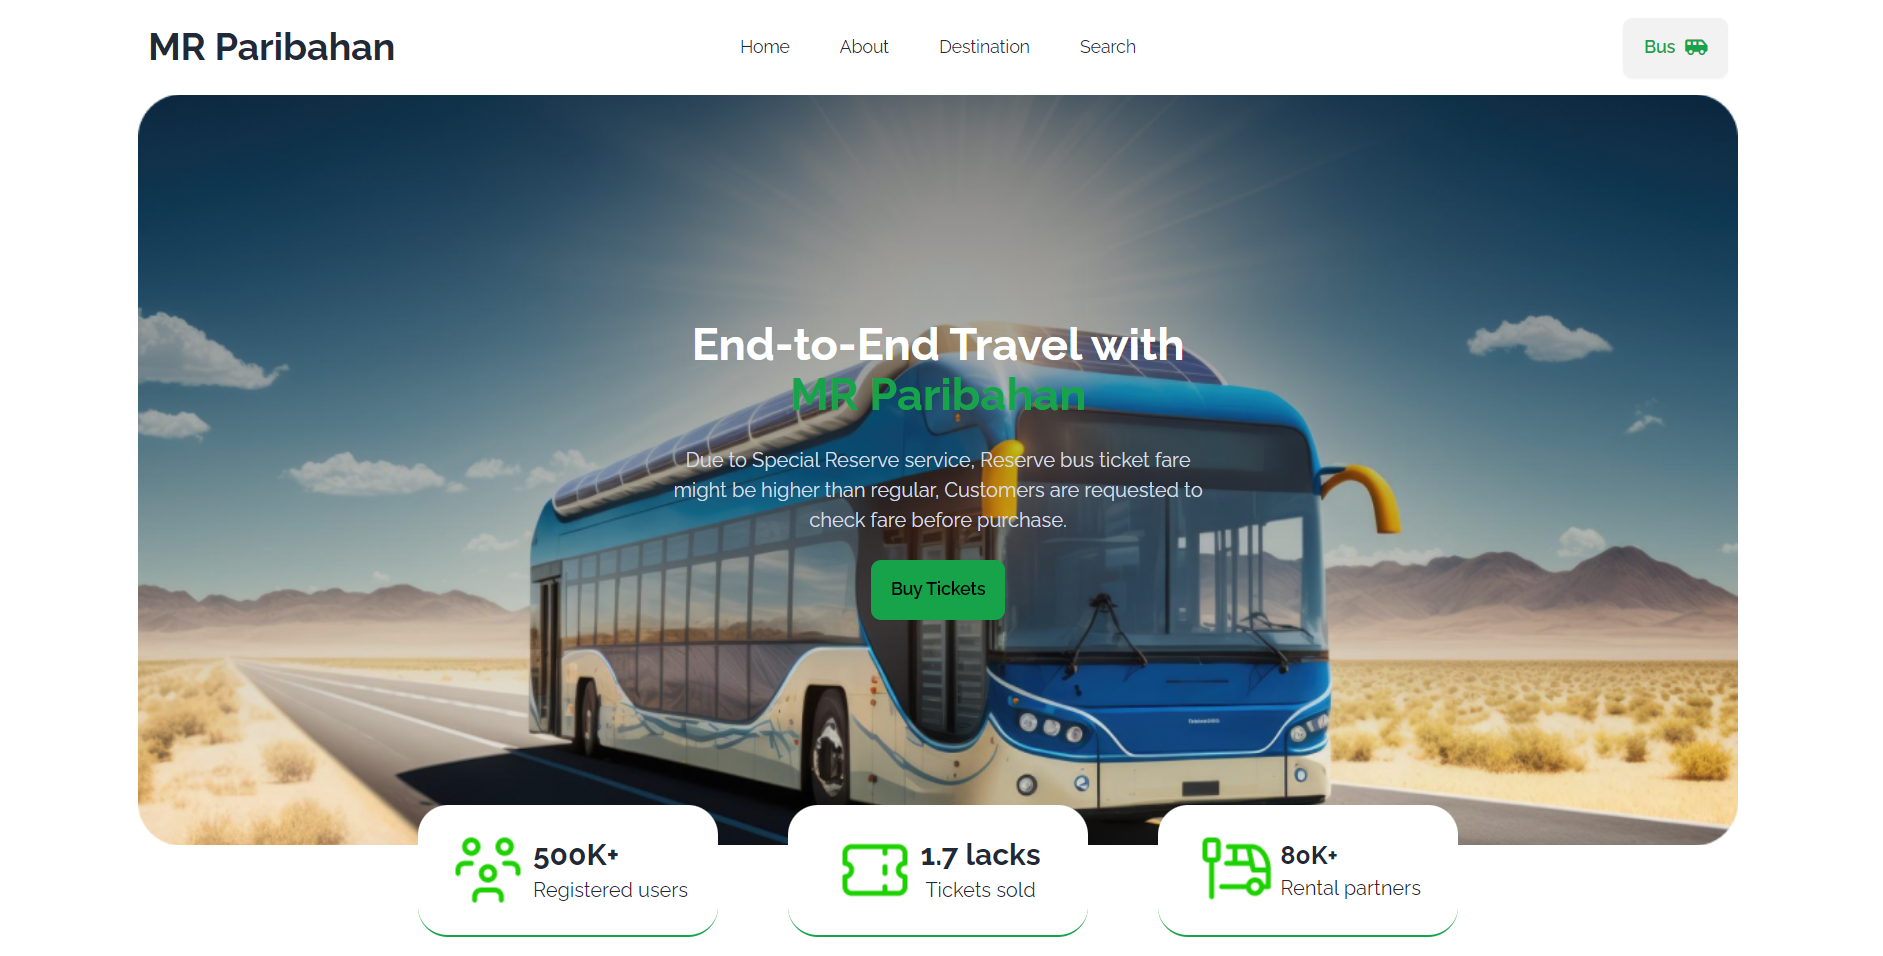 MR Paribahan
Home
About
Destination
Search
Bus
End-to-End Travel with
MR Paribahan
Due to Special Reserve service, Reserve bus ticket fare
might be higher than regular, Customers are requested to
check fare before purchase.
Buy Tickets
500K+
Registered users
1.7 lacks
Tickets sold
80K+
Rental partners